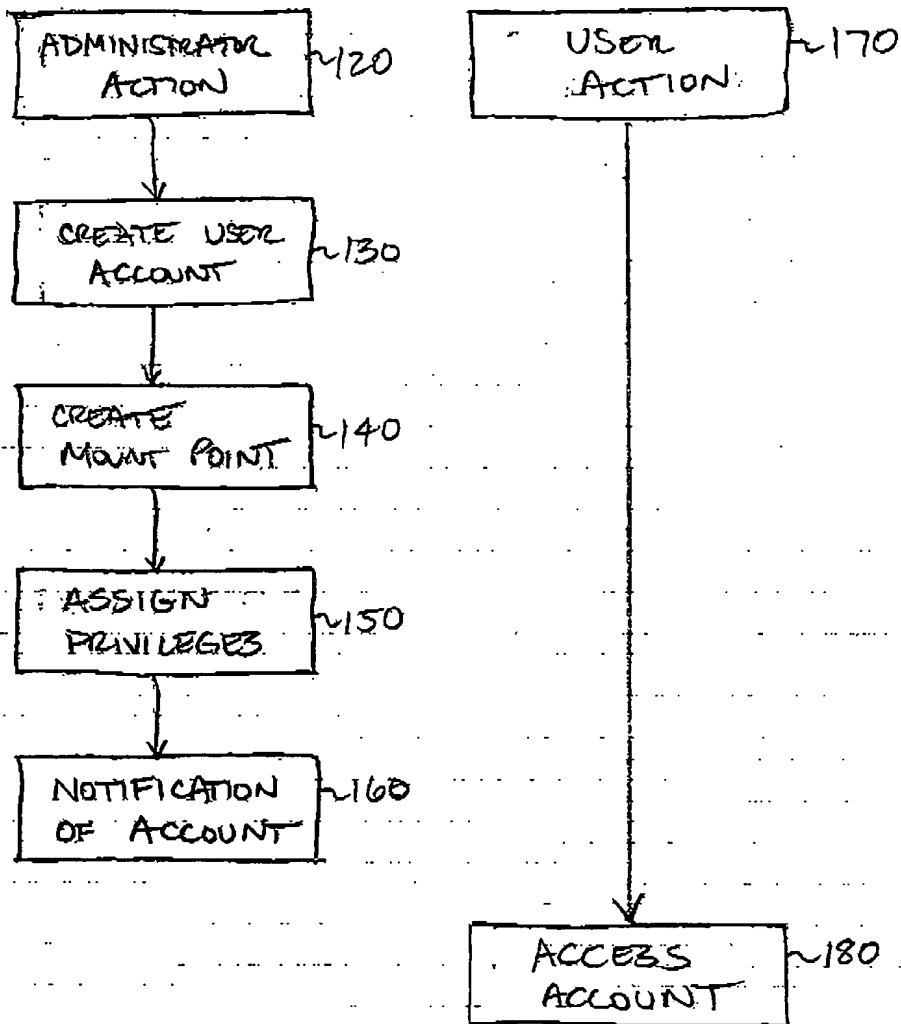 ADMINISTRATOR
ACTION
120
CREATE USER
ACCOUNT
130
CREATE
MOUNT POINT
140
ASSIGN
PRIVILEGES
150
NOTIFICATION
OF ACCOUNT
160
USER
ACTION
170
ACCESS
ACCOUNT
180